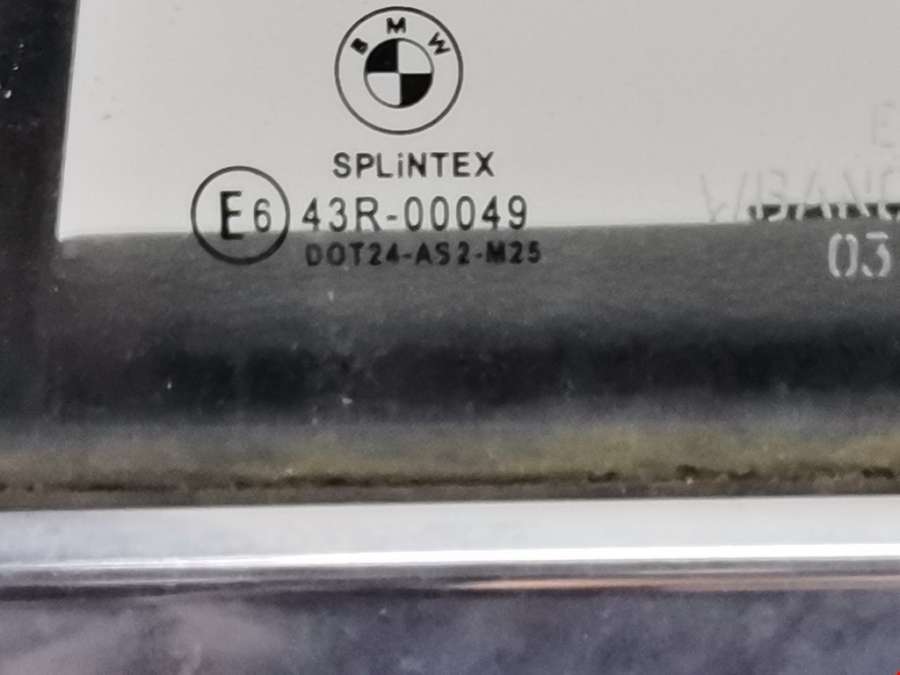 BMW
SPLiNTEX
E6 43R-00049
DOT24-AS2-M25
03